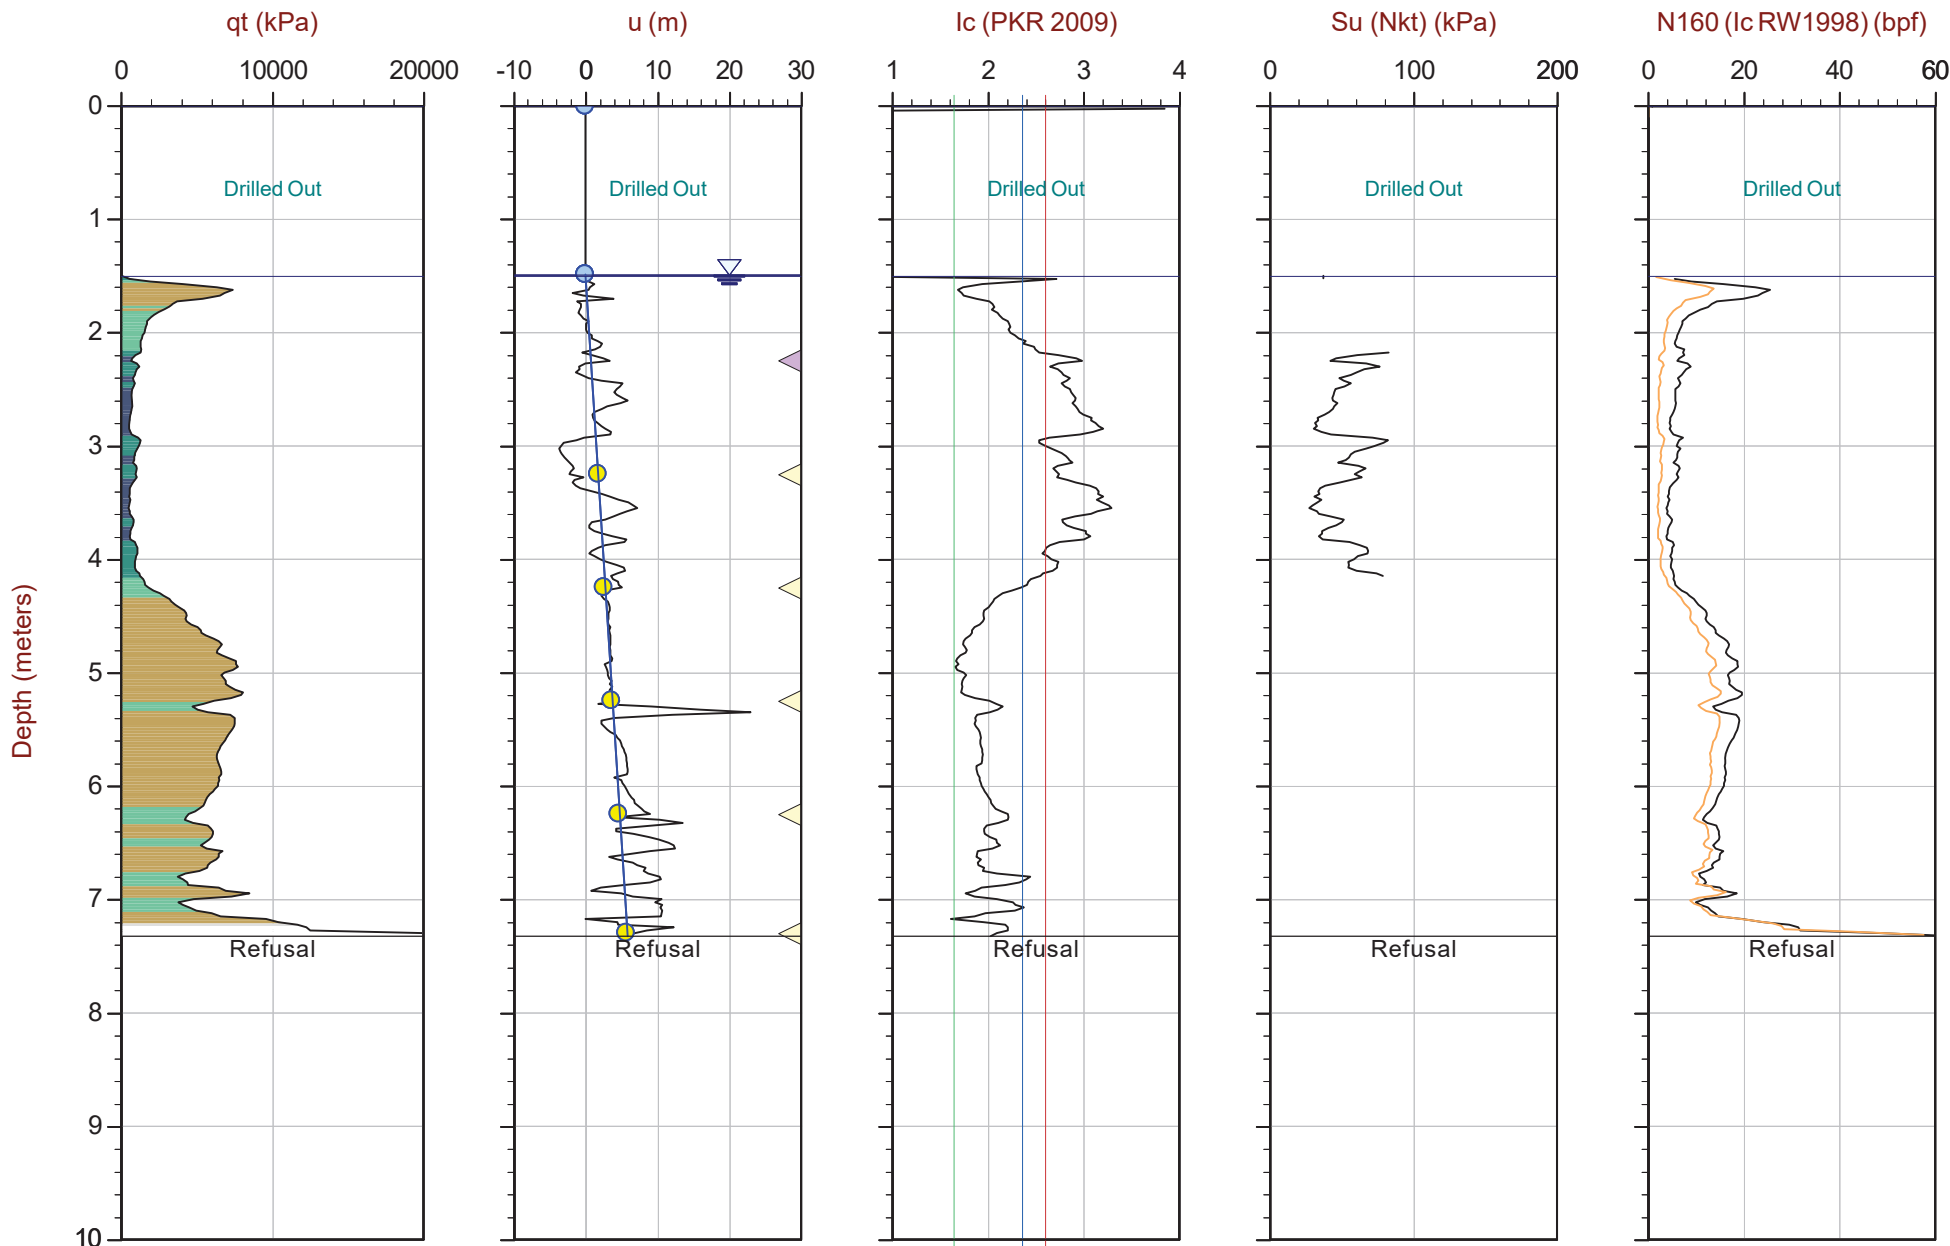 qt (kPa) u (m) Ic (PKR 2009) Su (Nkt) (kPa) N160 (Ic RW1998) (bpf)
0 10000 20000 -10 0 10 20 30 1 2 3 4 0 100 200 0 20 40 60
0
Drilled Out Drilled Out Drilled Out Drilled Out Drilled Out
1
2
3
4
Depth (meters)
5
6
7
Refusal Refusal Refusal Refusal Refusal
8
9
10